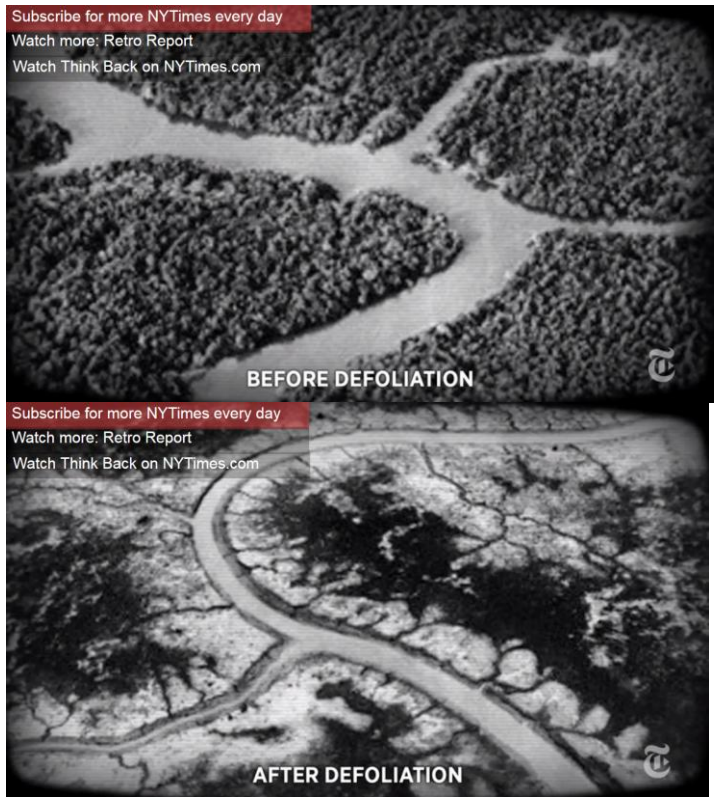 Subscribe for more NYTimes every day
Watch more: Retro Report
Watch Think Back on NYTimes.com
BEFORE DEFOLIATION
T
Subscribe for more NYTimes every day
Watch more: Retro Report
Watch Think Back on NYTimes.com
AFTER DEFOLIATION
T